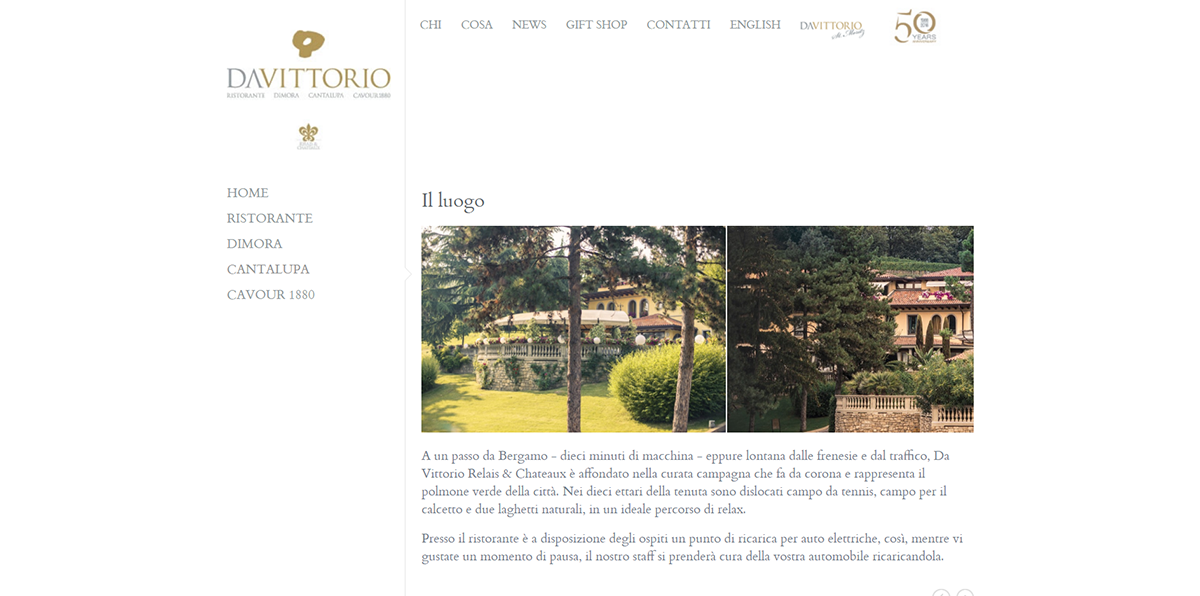 CHI COSA NEWS GIFT SHOP CONTATTI ENGLISH DAVITTORIO St. Moritz 50 YEARS
DAVITTORIO
RISTORANTE DIMORA CANTALUPA CAVOUR1880
HOME
RISTORANTE
DIMORA
CANTALUPA
CAVOUR 1880
Il luogo
A un passo da Bergamo - dieci minuti di macchina - eppure lontana dalle frenesie e dal traffico, Da
Vittorio Relais & Chateaux è affondato nella curata campagna che fa da corona e rappresenta il
polmone verde della città. Nei dieci ettari della tenuta sono dislocati campo da tennis, campo per il
calcetto e due laghetti naturali, in un ideale percorso di relax.
Presso il ristorante è a disposizione degli ospiti un punto di ricarica per auto elettriche, così, mentre vi
gustate un momento di pausa, il nostro staff si prenderà cura della vostra automobile ricaricandola.